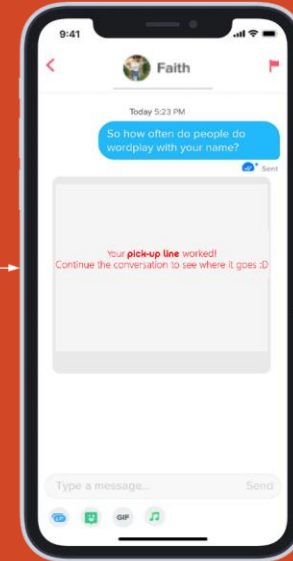 9:41
Faith
Today 5:23 PM
So how often do people do
wordplay with your name?
Sent
Your pick-up line worked!
Continue the conversation to see where it goes :D
Type a message...
Send
GIF